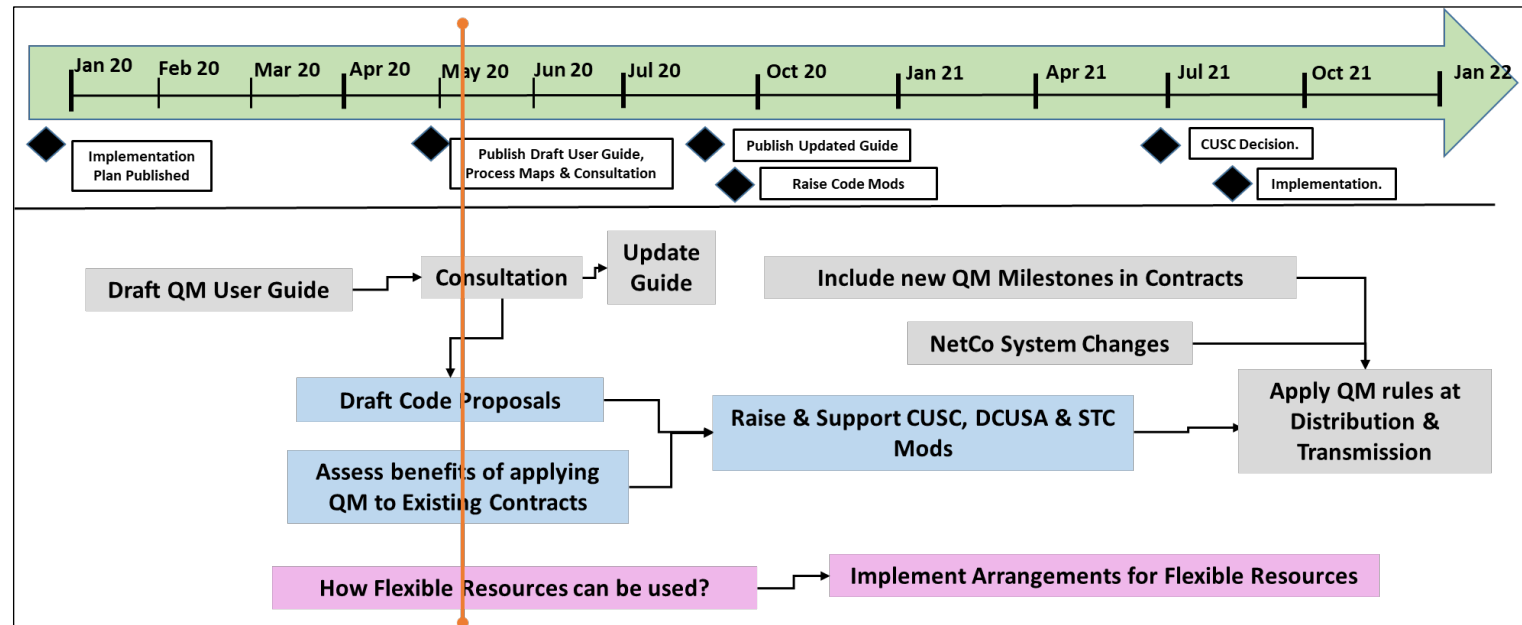 Jan 20
Feb 20
Mar 20
Apr 20
May 20
Jun 20
Jul 20
Oct 20
Jan 21
Apr 21
Jul 21
Oct 21
Jan 22
Implementation
Plan Published
Publish Draft User Guide,
Process Maps & Consultation
Publish Updated Guide
Raise Code Mods
CUSC Decision.
Implementation.
Draft QM User Guide
Consultation
Update
Guide
Include new QM Milestones in Contracts
NetCo System Changes
Draft Code Proposals
Assess benefits of applying
QM to Existing Contracts
Raise & Support CUSC, DCUSA & STC
Mods
Apply QM rules at
Distribution &
Transmission
How Flexible Resources can be used?
Implement Arrangements for Flexible Resources